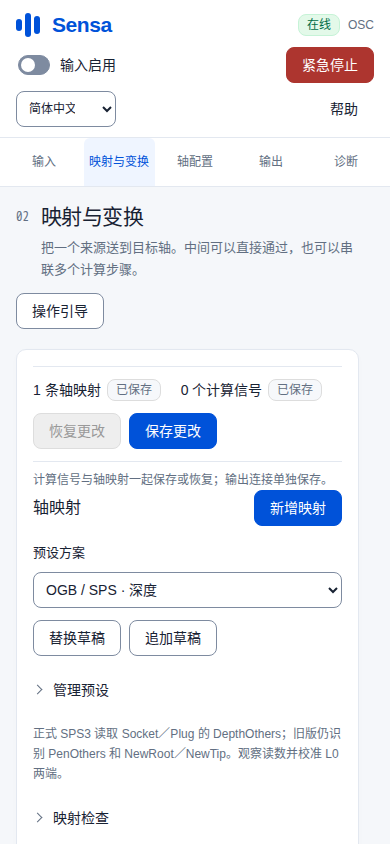 Sensa
在线 OSC
输入启用
紧急停止
简体中文
帮助
输入 映射与变换 轴配置 输出 诊断
02 映射与变换
把一个来源送到目标轴。中间可以直接通过，也可以串
联多个计算步骤。
操作引导
1 条轴映射 已保存 0 个计算信号 已保存
恢复更改 保存更改
计算信号与轴映射一起保存或恢复；输出连接单独保存。
轴映射 新增映射
预设方案
OGB / SPS · 深度
替换草稿 追加草稿
管理预设
正式 SPS3 读取 Socket／Plug 的 DepthOthers；旧版仍识
别 PenOthers 和 NewRoot／NewTip。观察读数并校准 L0
两端。
映射检查